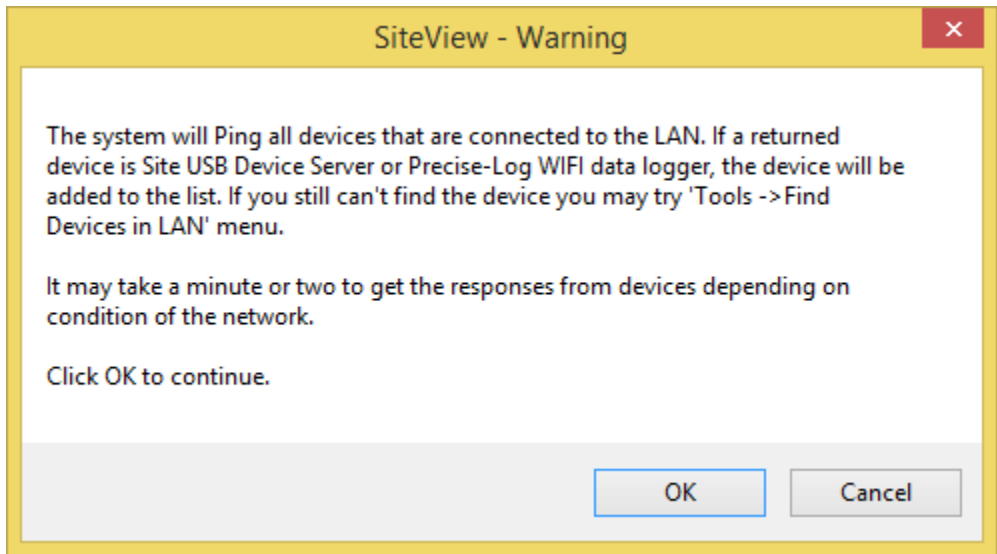 SiteView - Warning
The system will Ping all devices that are connected to the LAN. If a returned
device is Site USB Device Server or Precise-Log WIFI data logger, the device will be
added to the list. If you still can't find the device you may try 'Tools ->Find
Devices in LAN' menu.
It may take a minute or two to get the responses from devices depending on
condition of the network.
Click OK to continue.
OK
Cancel